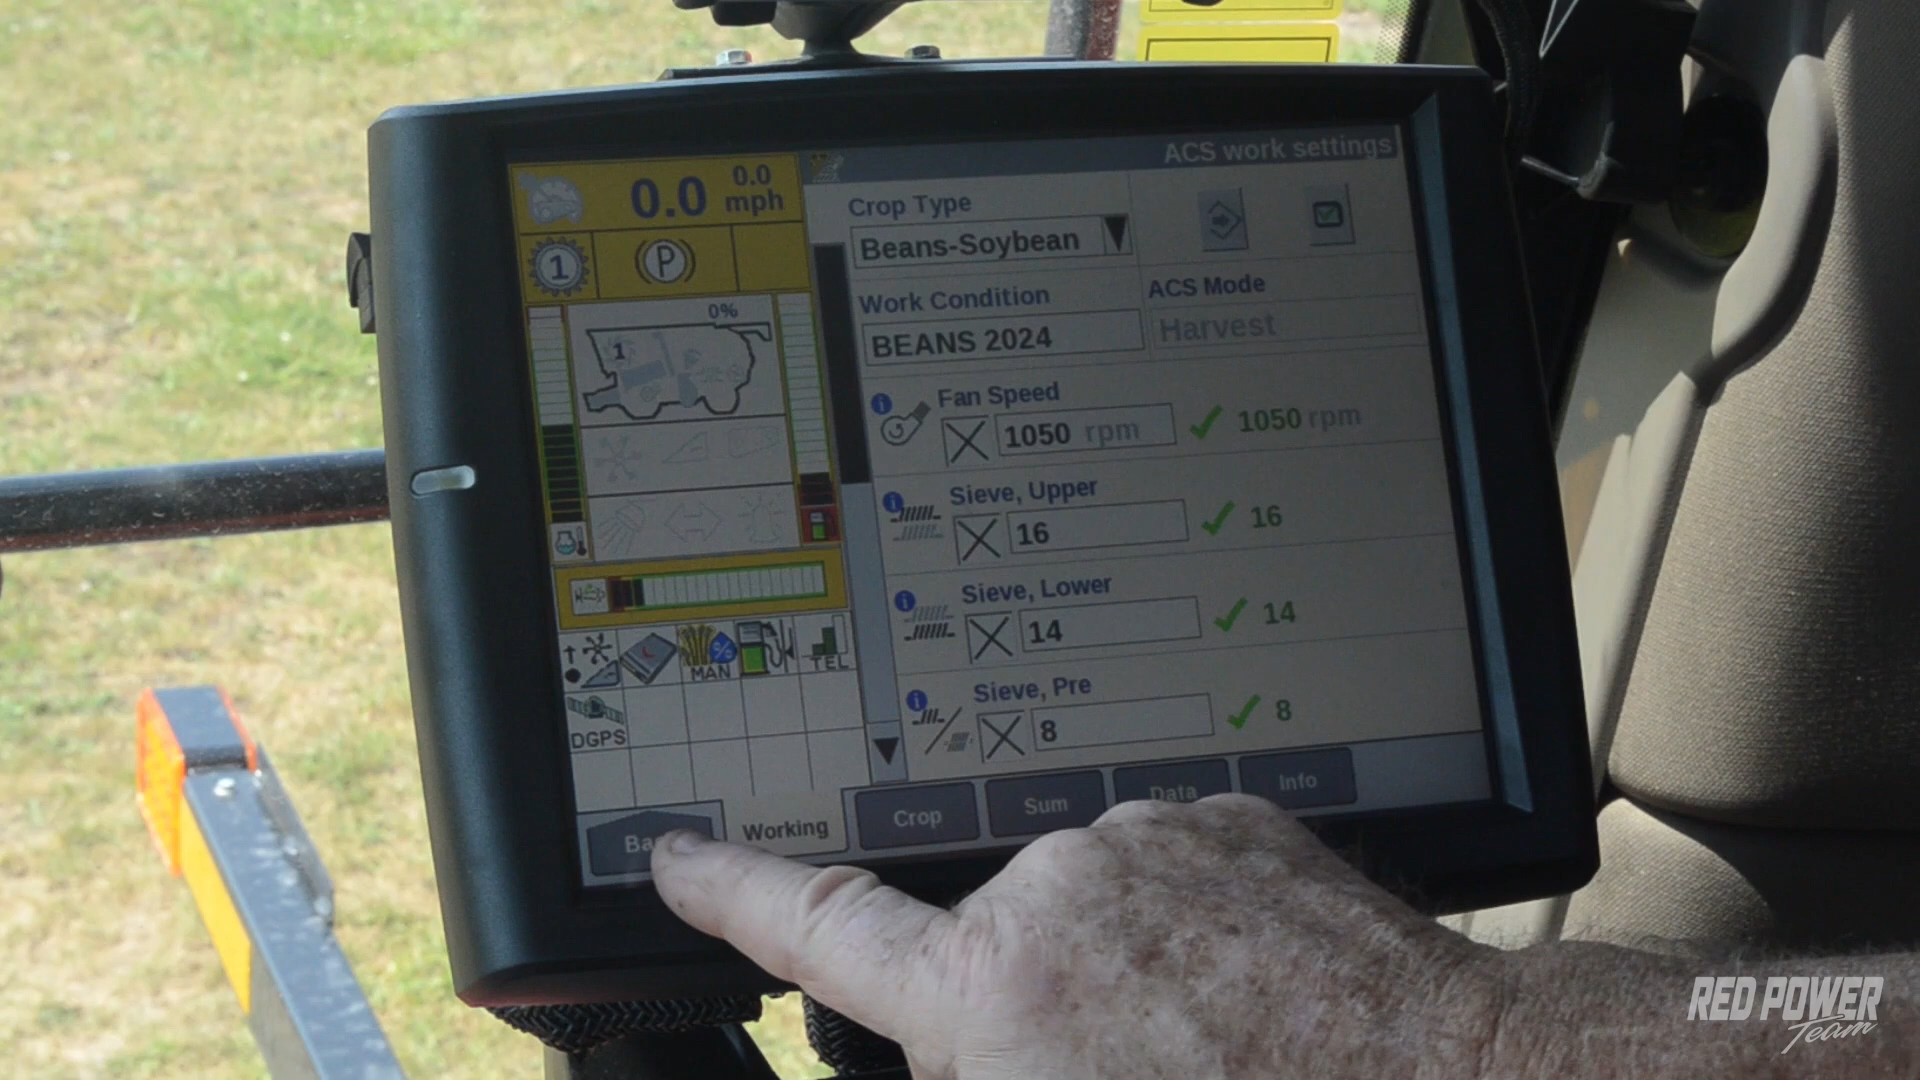 ACS work settings
0.0
0.0
mph
1
P
0%
1
MAN
TEL
DGPS
Crop Type
Beans-Soybean
Work Condition
BEANS 2024
ACS Mode
Harvest
Fan Speed
1050 rpm
1050 rpm
Sieve, Upper
16
16
Sieve, Lower
14
14
Sieve, Pre
8
8
Working
Crop
Sum
Data
Info
RED POWER
Team